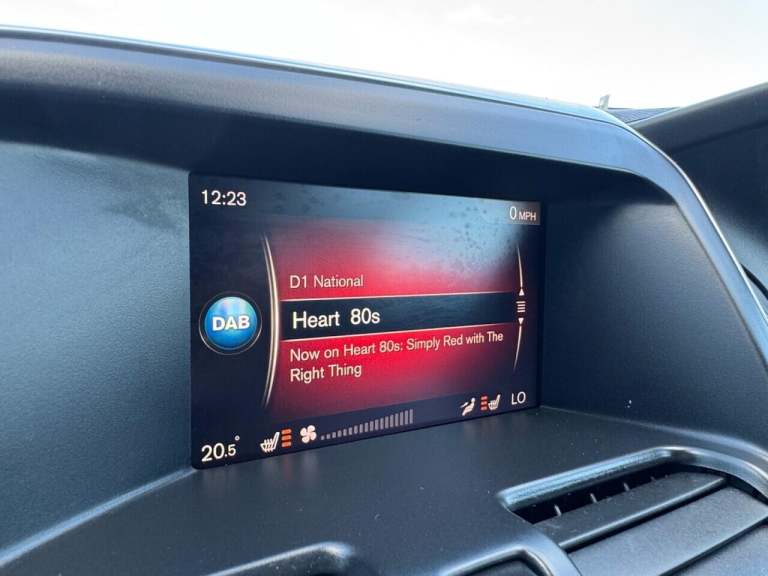 12:23
0 MPH
D1 National
DAB
Heart 80s
Now on Heart 80s: Simply Red with The
Right Thing
20.5°
LO